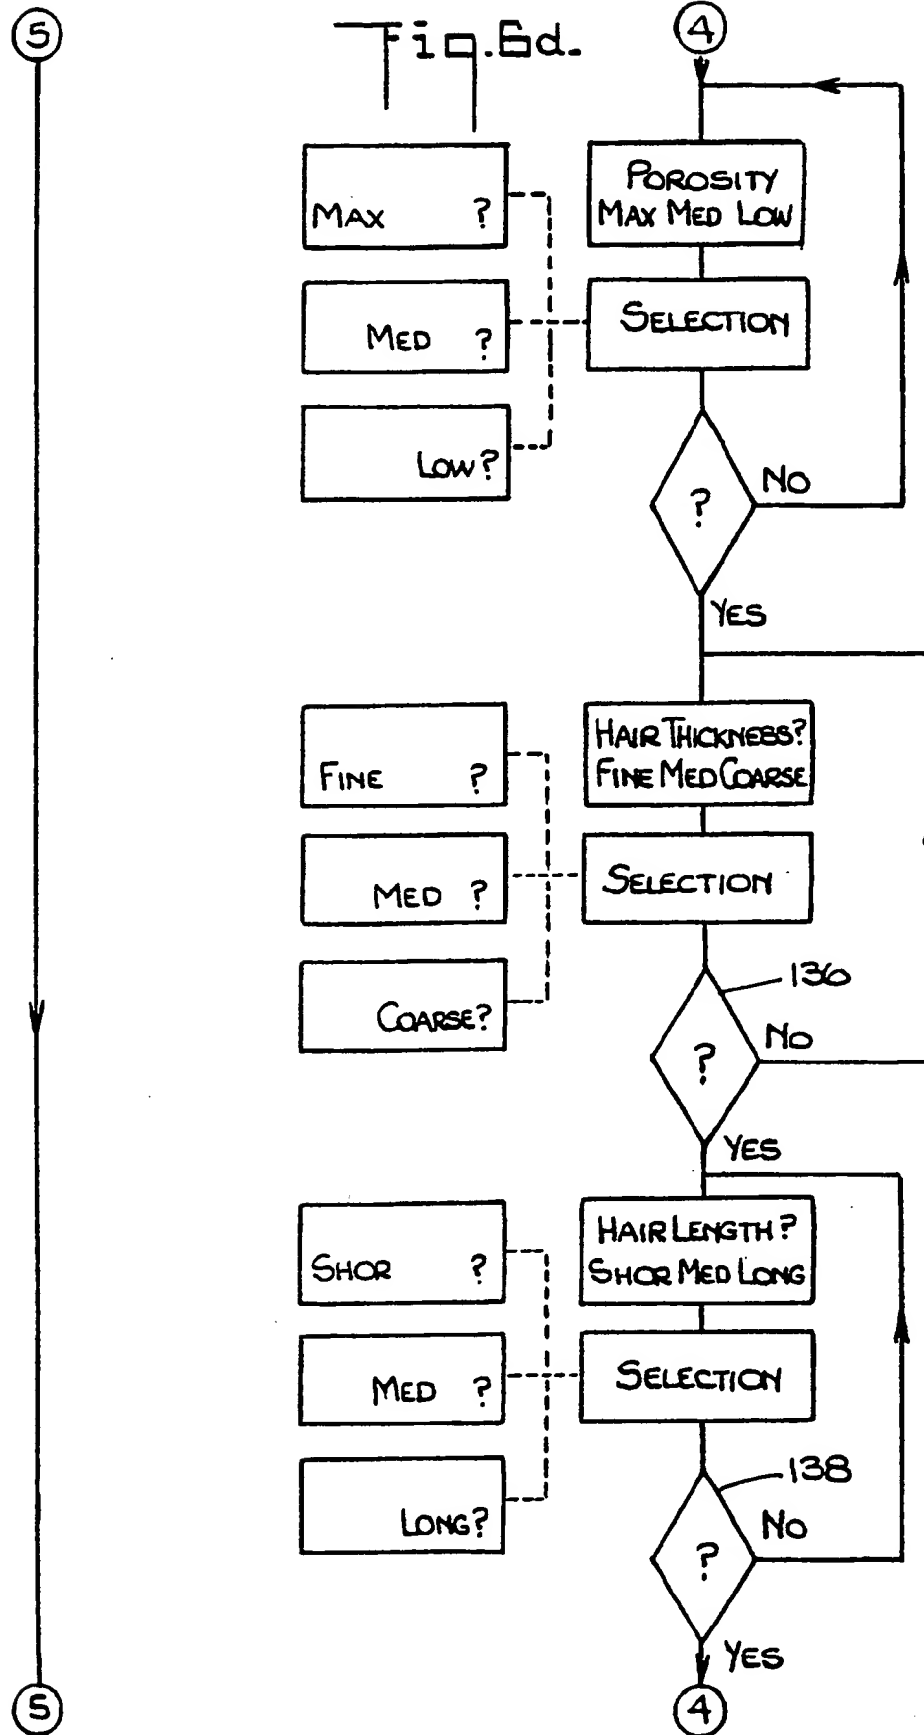 5
Fig. 6d.
4
MAX ?
POROSITY
MAX MED LOW
MED ?
SELECTION
LOW?
?
NO
YES
FINE ?
HAIR THICKNESS?
FINE MED COARSE
MED ?
SELECTION
COARSE?
136
?
NO
YES
SHOR ?
HAIR LENGTH?
SHOR MED LONG
MED ?
SELECTION
LONG?
138
?
NO
YES
5
4